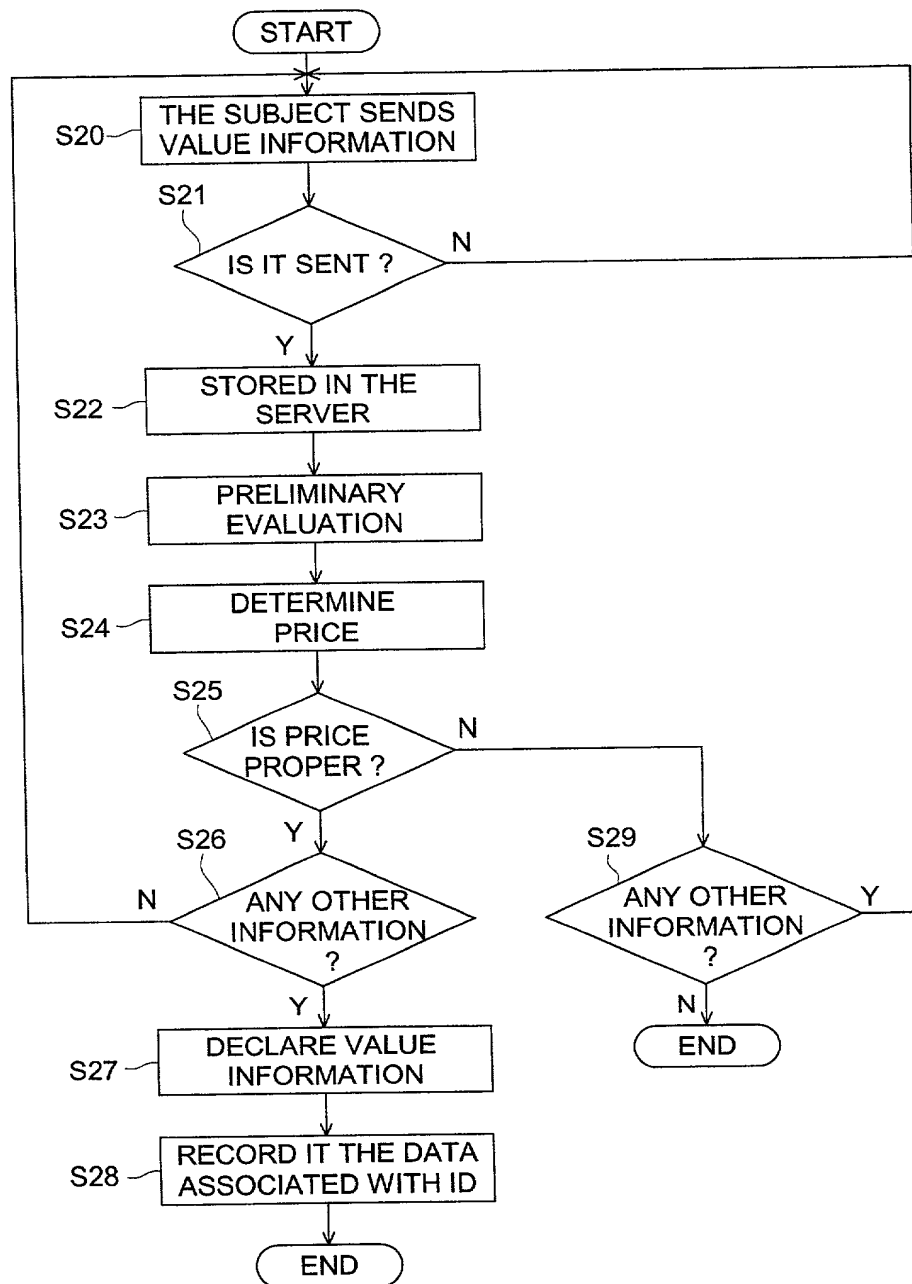 START
S20
THE SUBJECT SENDS
VALUE INFORMATION
S21
IS IT SENT ?
N
Y
S22
STORED IN THE
SERVER
S23
PRELIMINARY
EVALUATION
S24
DETERMINE
PRICE
S25
IS PRICE
PROPER ?
N
Y
S26
N
ANY OTHER
INFORMATION
?
Y
S29
ANY OTHER
INFORMATION
?
Y
N
END
S27
DECLARE VALUE
INFORMATION
S28
RECORD IT THE DATA
ASSOCIATED WITH ID
END